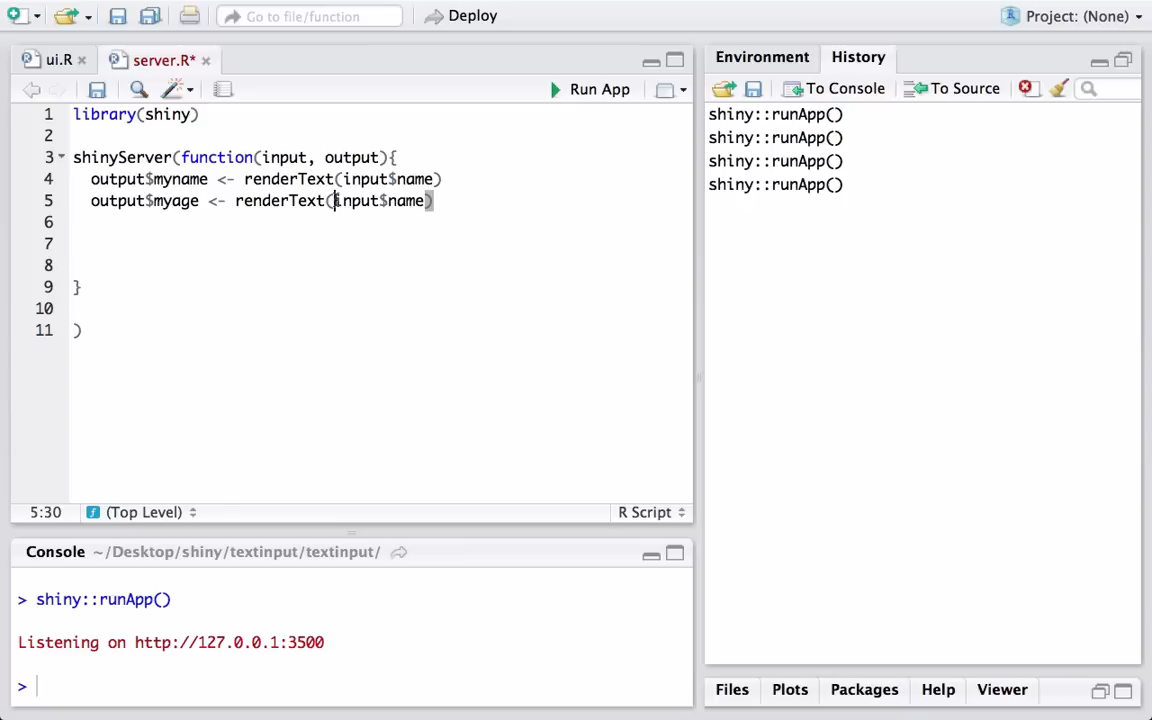 Go to file/function
Deploy
Project: (None)
ui.R
server.R*
Run App
1 library(shiny)
2
3 shinyServer(function(input, output){
4 output$myname <- renderText(input$name)
5 output$myage <- renderText(input$name)
6
7
8
9 }
10
11 )
5:30
(Top Level)
R Script
Console ~/Desktop/shiny/textinput/textinput/
> shiny::runApp()
Listening on http://127.0.0.1:3500
>
Environment
History
To Console
To Source
shiny::runApp()
shiny::runApp()
shiny::runApp()
shiny::runApp()
Files
Plots
Packages
Help
Viewer